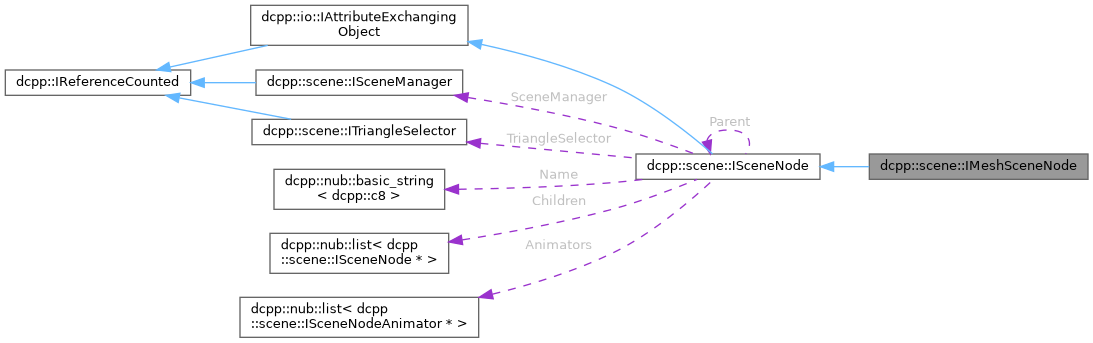 dcpp::io::IAttributeExchanging
Object
dcpp::IReferenceCounted
dcpp::scene::ISceneManager
SceneManager
Parent
dcpp::scene::ITriangleSelector
TriangleSelector
dcpp::scene::ISceneNode
dcpp::scene::IMeshSceneNode
dcpp::nub::basic_string
< dcpp::c8 >
Name
Children
dcpp::nub::list< dcpp
::scene::ISceneNode * >
Animators
dcpp::nub::list< dcpp
::scene::ISceneNodeAnimator * >